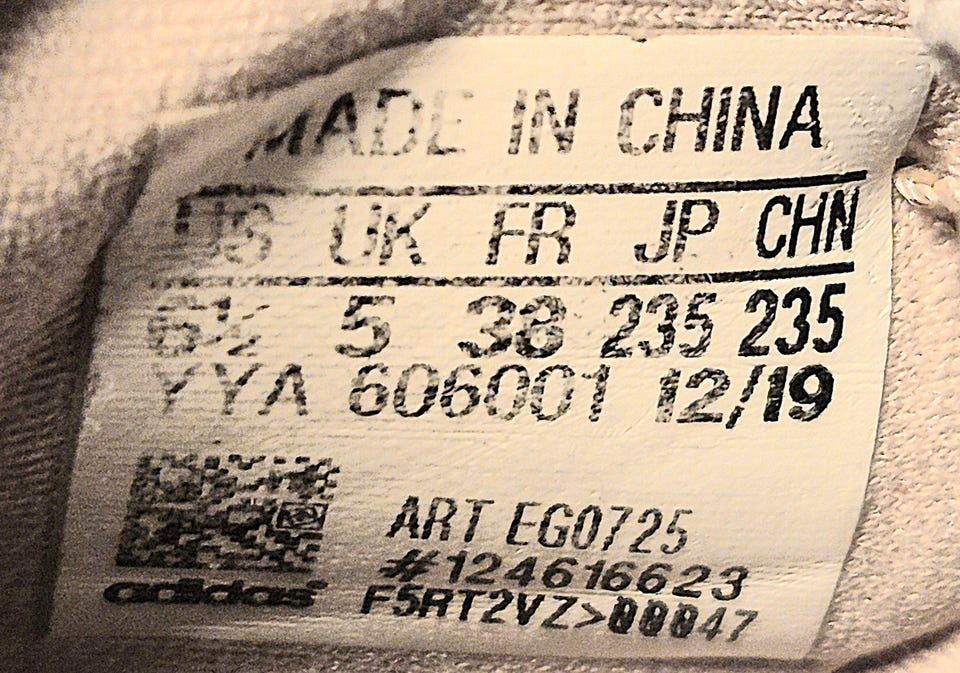 MADE IN CHINA
US UK FR JP CHN
6½ 5 38 235 235
YYA 606001 12/19
ART EG0725
#124616623
adidas F5RT2VZ>00047